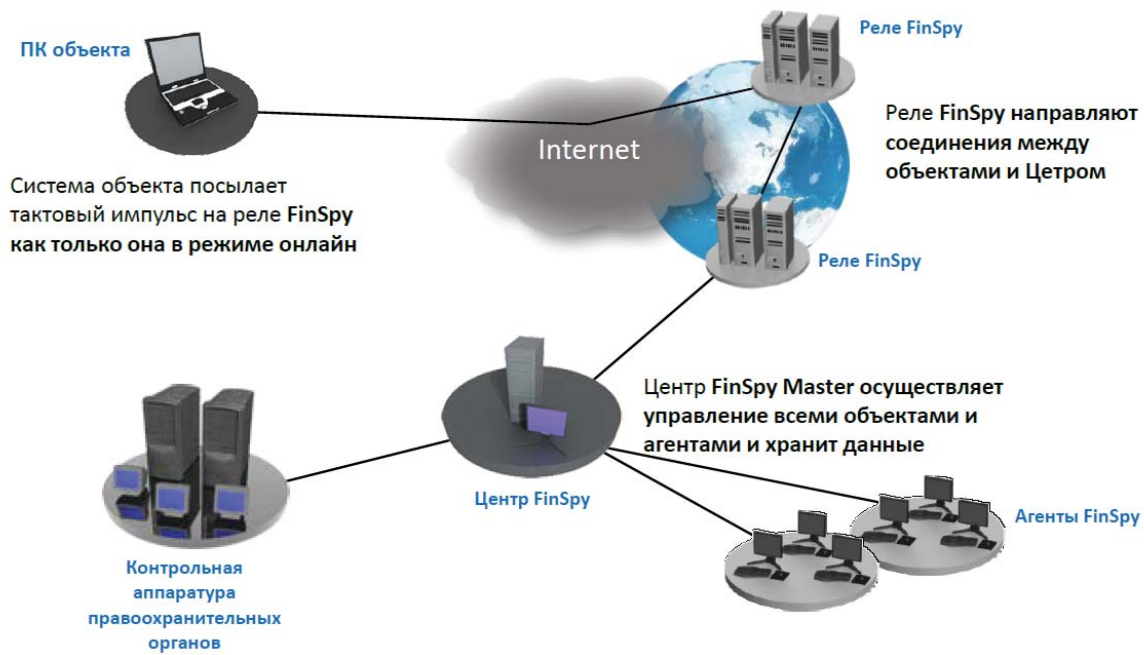 ПК объекта
Реле FinSpy
Internet
Реле FinSpy направляют
соединения между
объектами и Цетром
Система объекта посылает
тактовый импульс на реле FinSpy
как только она в режиме онлайн
Реле FinSpy
Центр FinSpy Master осуществляет
управление всеми объектами и
агентами и хранит данные
Центр FinSpy
Агенты FinSpy
Контрольная
аппаратура
правоохранительных
органов